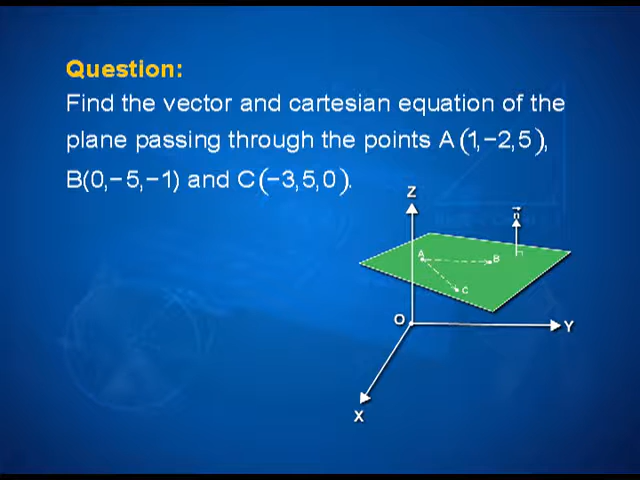 Question:
Find the vector and cartesian equation of the
plane passing through the points A (1,−2,5),
B(0,−5,−1) and C(−3,5,0).
Z
n
A
B
C
O
Y
X